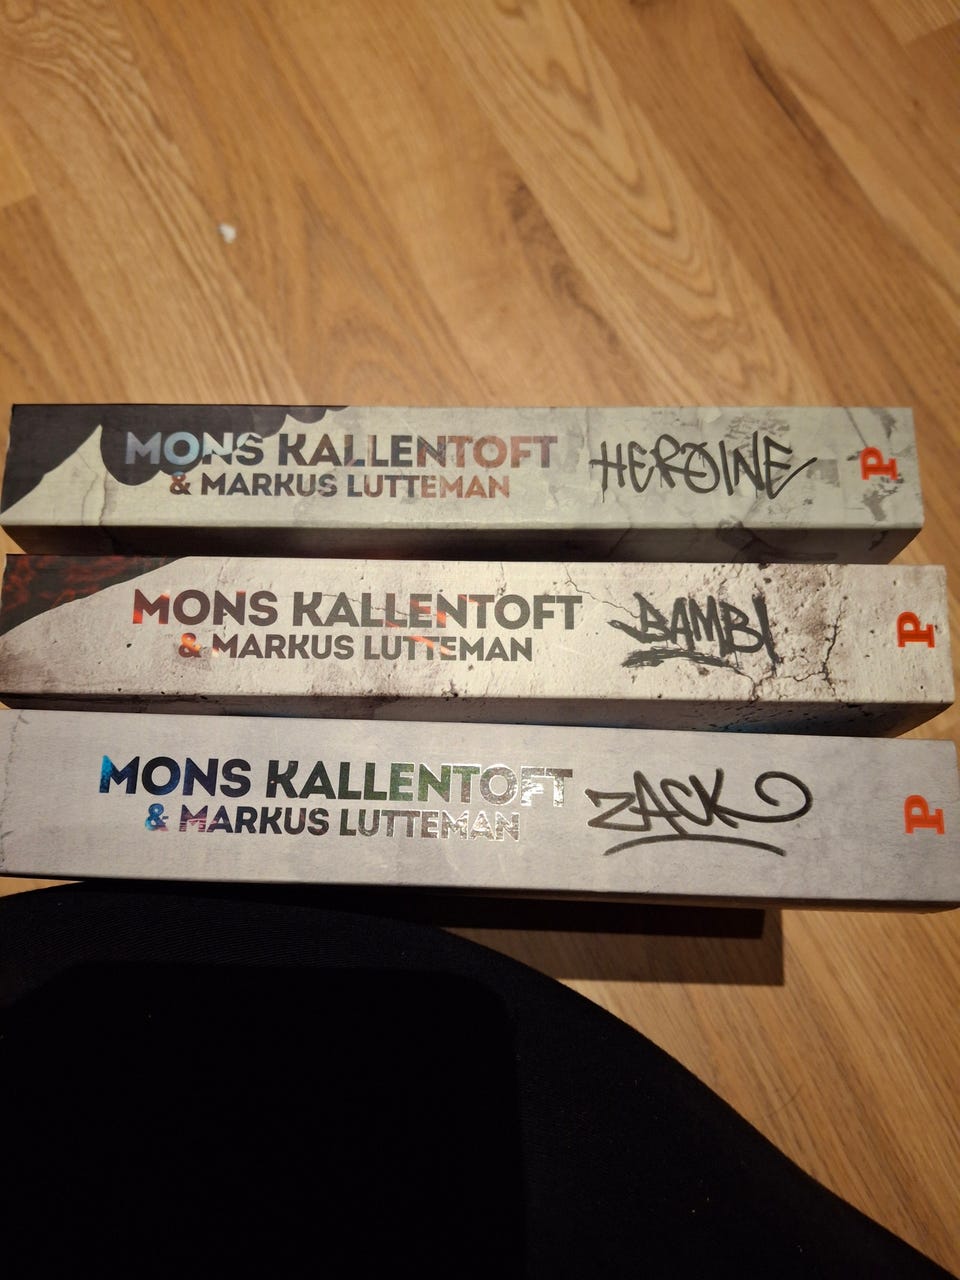 MONS KALLENTOFT
& MARKUS LUTTEMAN
HEROINE
P
MONS KALLENTOFT
& MARKUS LUTTEMAN
BAMBI
P
MONS KALLENTOFT
& MARKUS LUTTEMAN
ZACK
P